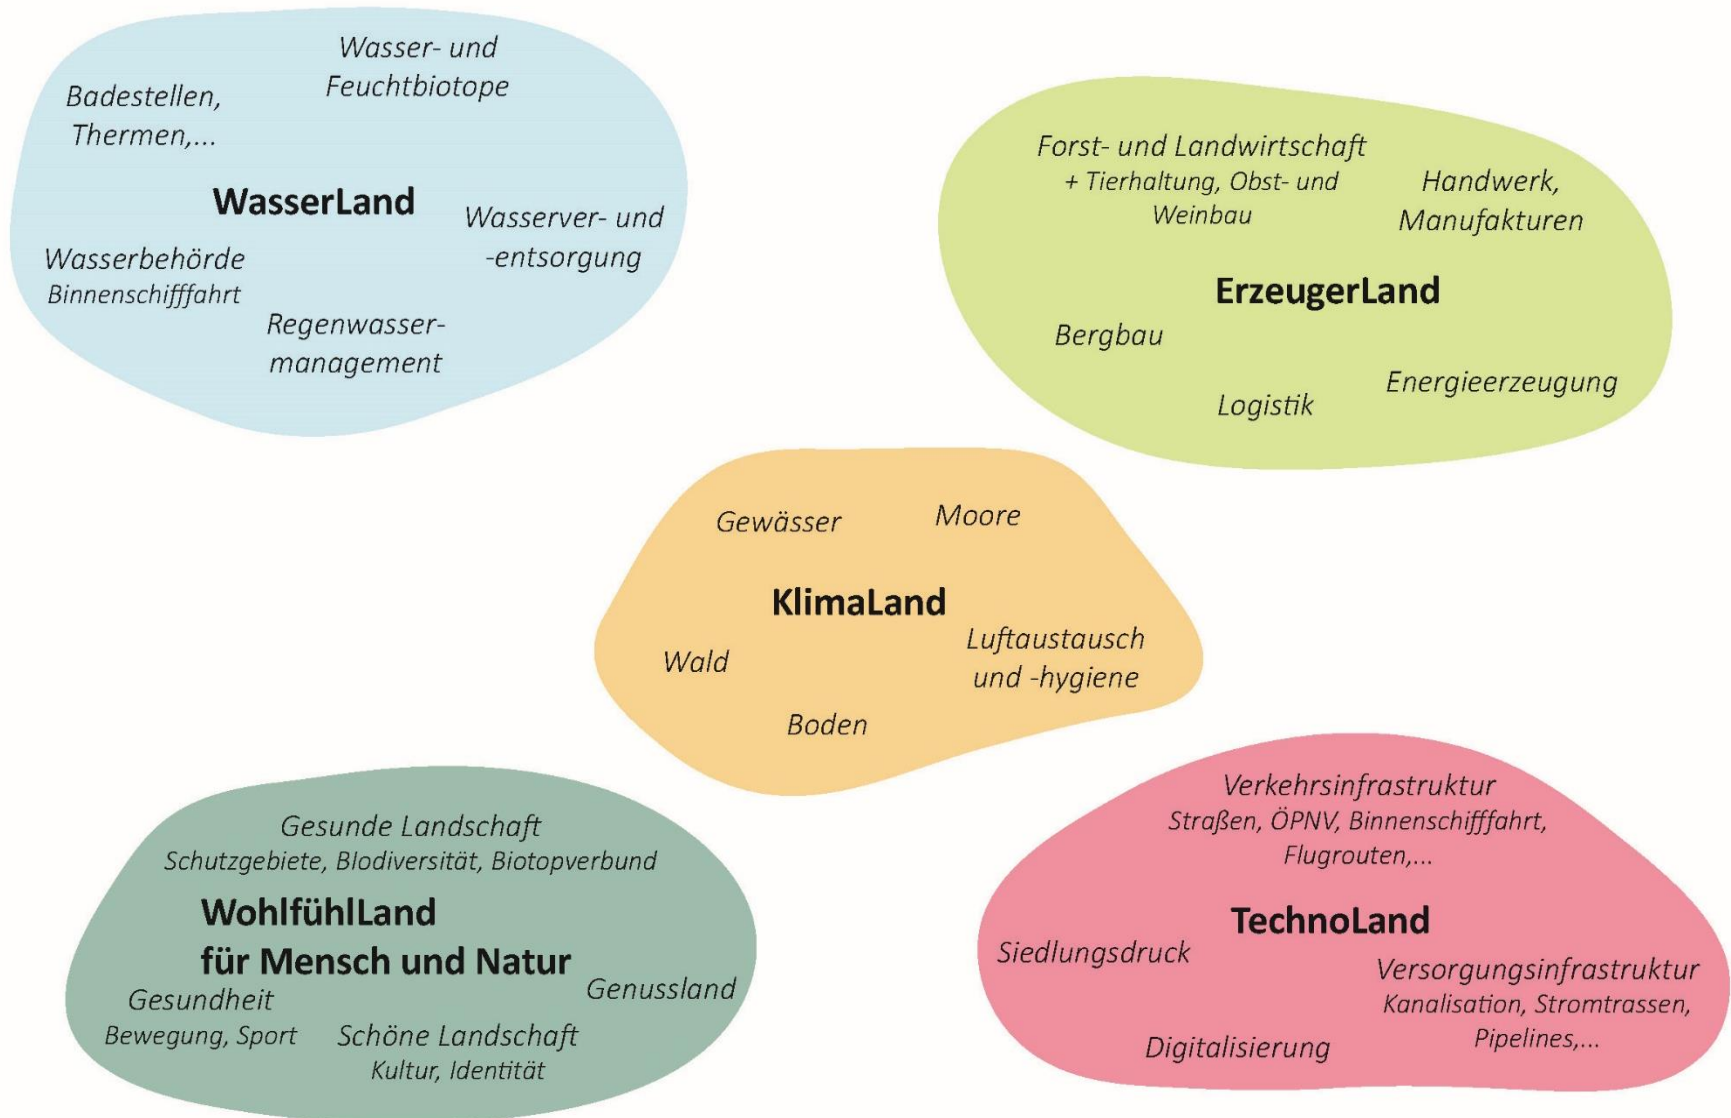 Wasser- und
Feuchtbiotope
Badestellen,
Thermen,...
WasserLand
Wasserver- und
-entsorgung
Wasserbehörde
Binnenschifffahrt
Regenwasser-
management
Forst- und Landwirtschaft
+ Tierhaltung, Obst- und
Weinbau
Handwerk,
Manufakturen
ErzeugerLand
Bergbau
Energieerzeugung
Logistik
Gewässer
Moore
KlimaLand
Luftaustausch
und -hygiene
Wald
Boden
Gesunde Landschaft
Schutzgebiete, BIodiversität, Biotopverbund
WohlfühlLand
für Mensch und Natur
Genussland
Gesundheit
Bewegung, Sport
Schöne Landschaft
Kultur, Identität
Verkehrsinfrastruktur
Straßen, ÖPNV, Binnenschifffahrt,
Flugrouten,...
TechnoLand
Siedlungsdruck
Versorgungsinfrastruktur
Kanalisation, Stromtrassen,
Pipelines,...
Digitalisierung